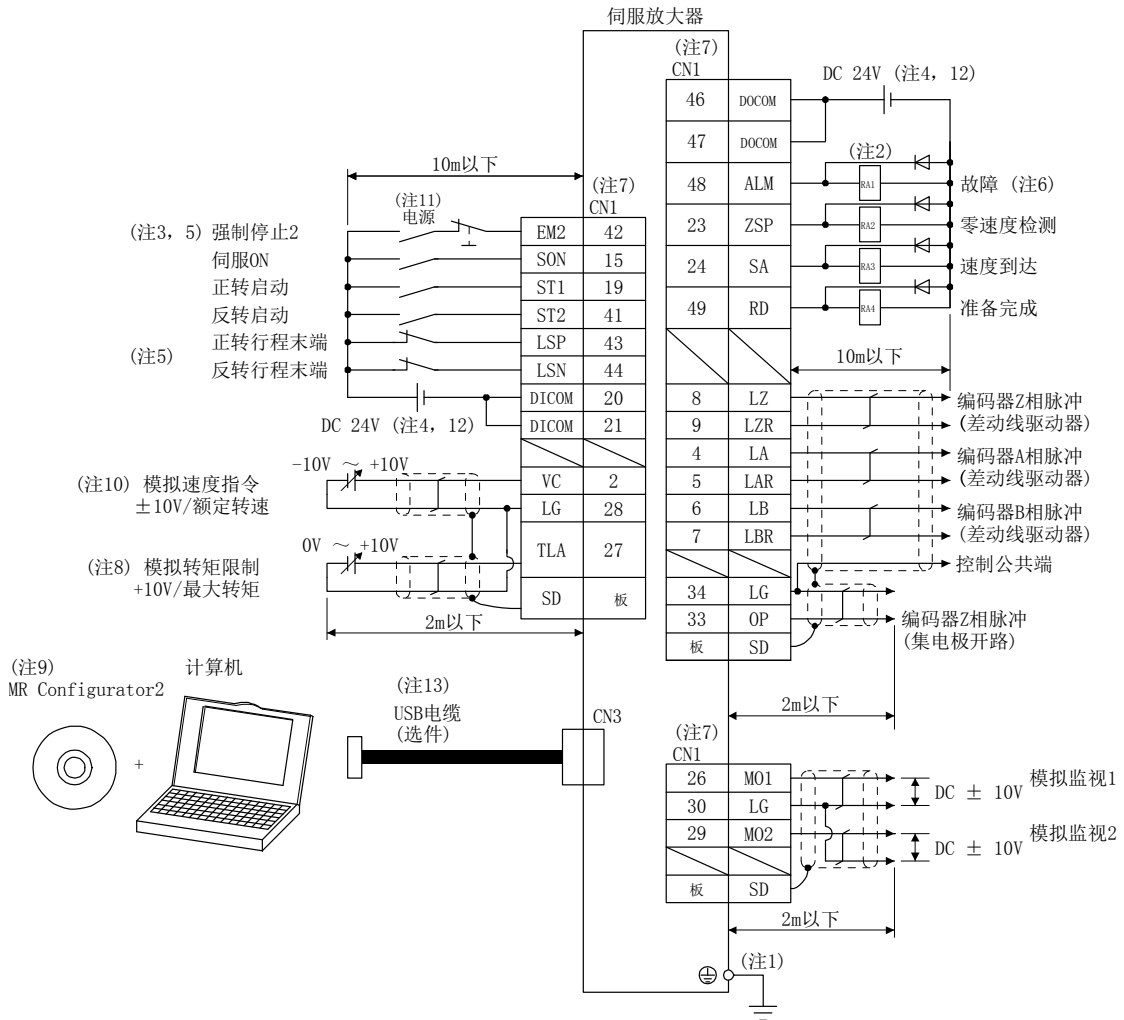 伺服放大器
(注7)
CN1
DC 24V (注4, 12)
46 DOCOM
47 DOCOM
(注2)
48 ALM RA1 故障 (注6)
23 ZSP RA2 零速度检测
24 SA RA3 速度到达
49 RD RA4 准备完成
10m以下
8 LZ 编码器Z相脉冲
9 LZR (差动线驱动器)
4 LA 编码器A相脉冲
5 LAR (差动线驱动器)
6 LB 编码器B相脉冲
7 LBR (差动线驱动器)
控制公共端
34 LG
33 OP 编码器Z相脉冲
(集电极开路)
板 SD
2m以下
10m以下
(注11)
电源
(注7)
CN1
(注3, 5) 强制停止2 EM2 42
伺服ON SON 15
正转启动 ST1 19
反转启动 ST2 41
(注5)
正转行程末端 LSP 43
反转行程末端 LSN 44
DICOM 20
DC 24V (注4, 12) DICOM 21
-10V ～ +10V
(注10) 模拟速度指令 VC 2
±10V/额定转速 LG 28
0V ～ +10V
(注8) 模拟转矩限制 TLA 27
+10V/最大转矩
SD 板
2m以下
(注9)
MR Configurator2
计算机
+
(注13)
USB电缆
(选件)
CN3
(注7)
CN1
26 MO1 模拟监视1
DC ± 10V
30 LG
29 MO2 模拟监视2
DC ± 10V
板 SD
2m以下
(注1)